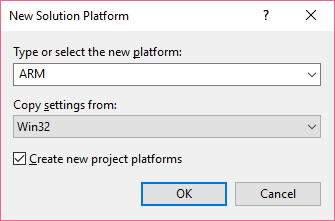 New Solution Platform
Type or select the new platform:
ARM
Copy settings from:
Win32
Create new project platforms
OK
Cancel